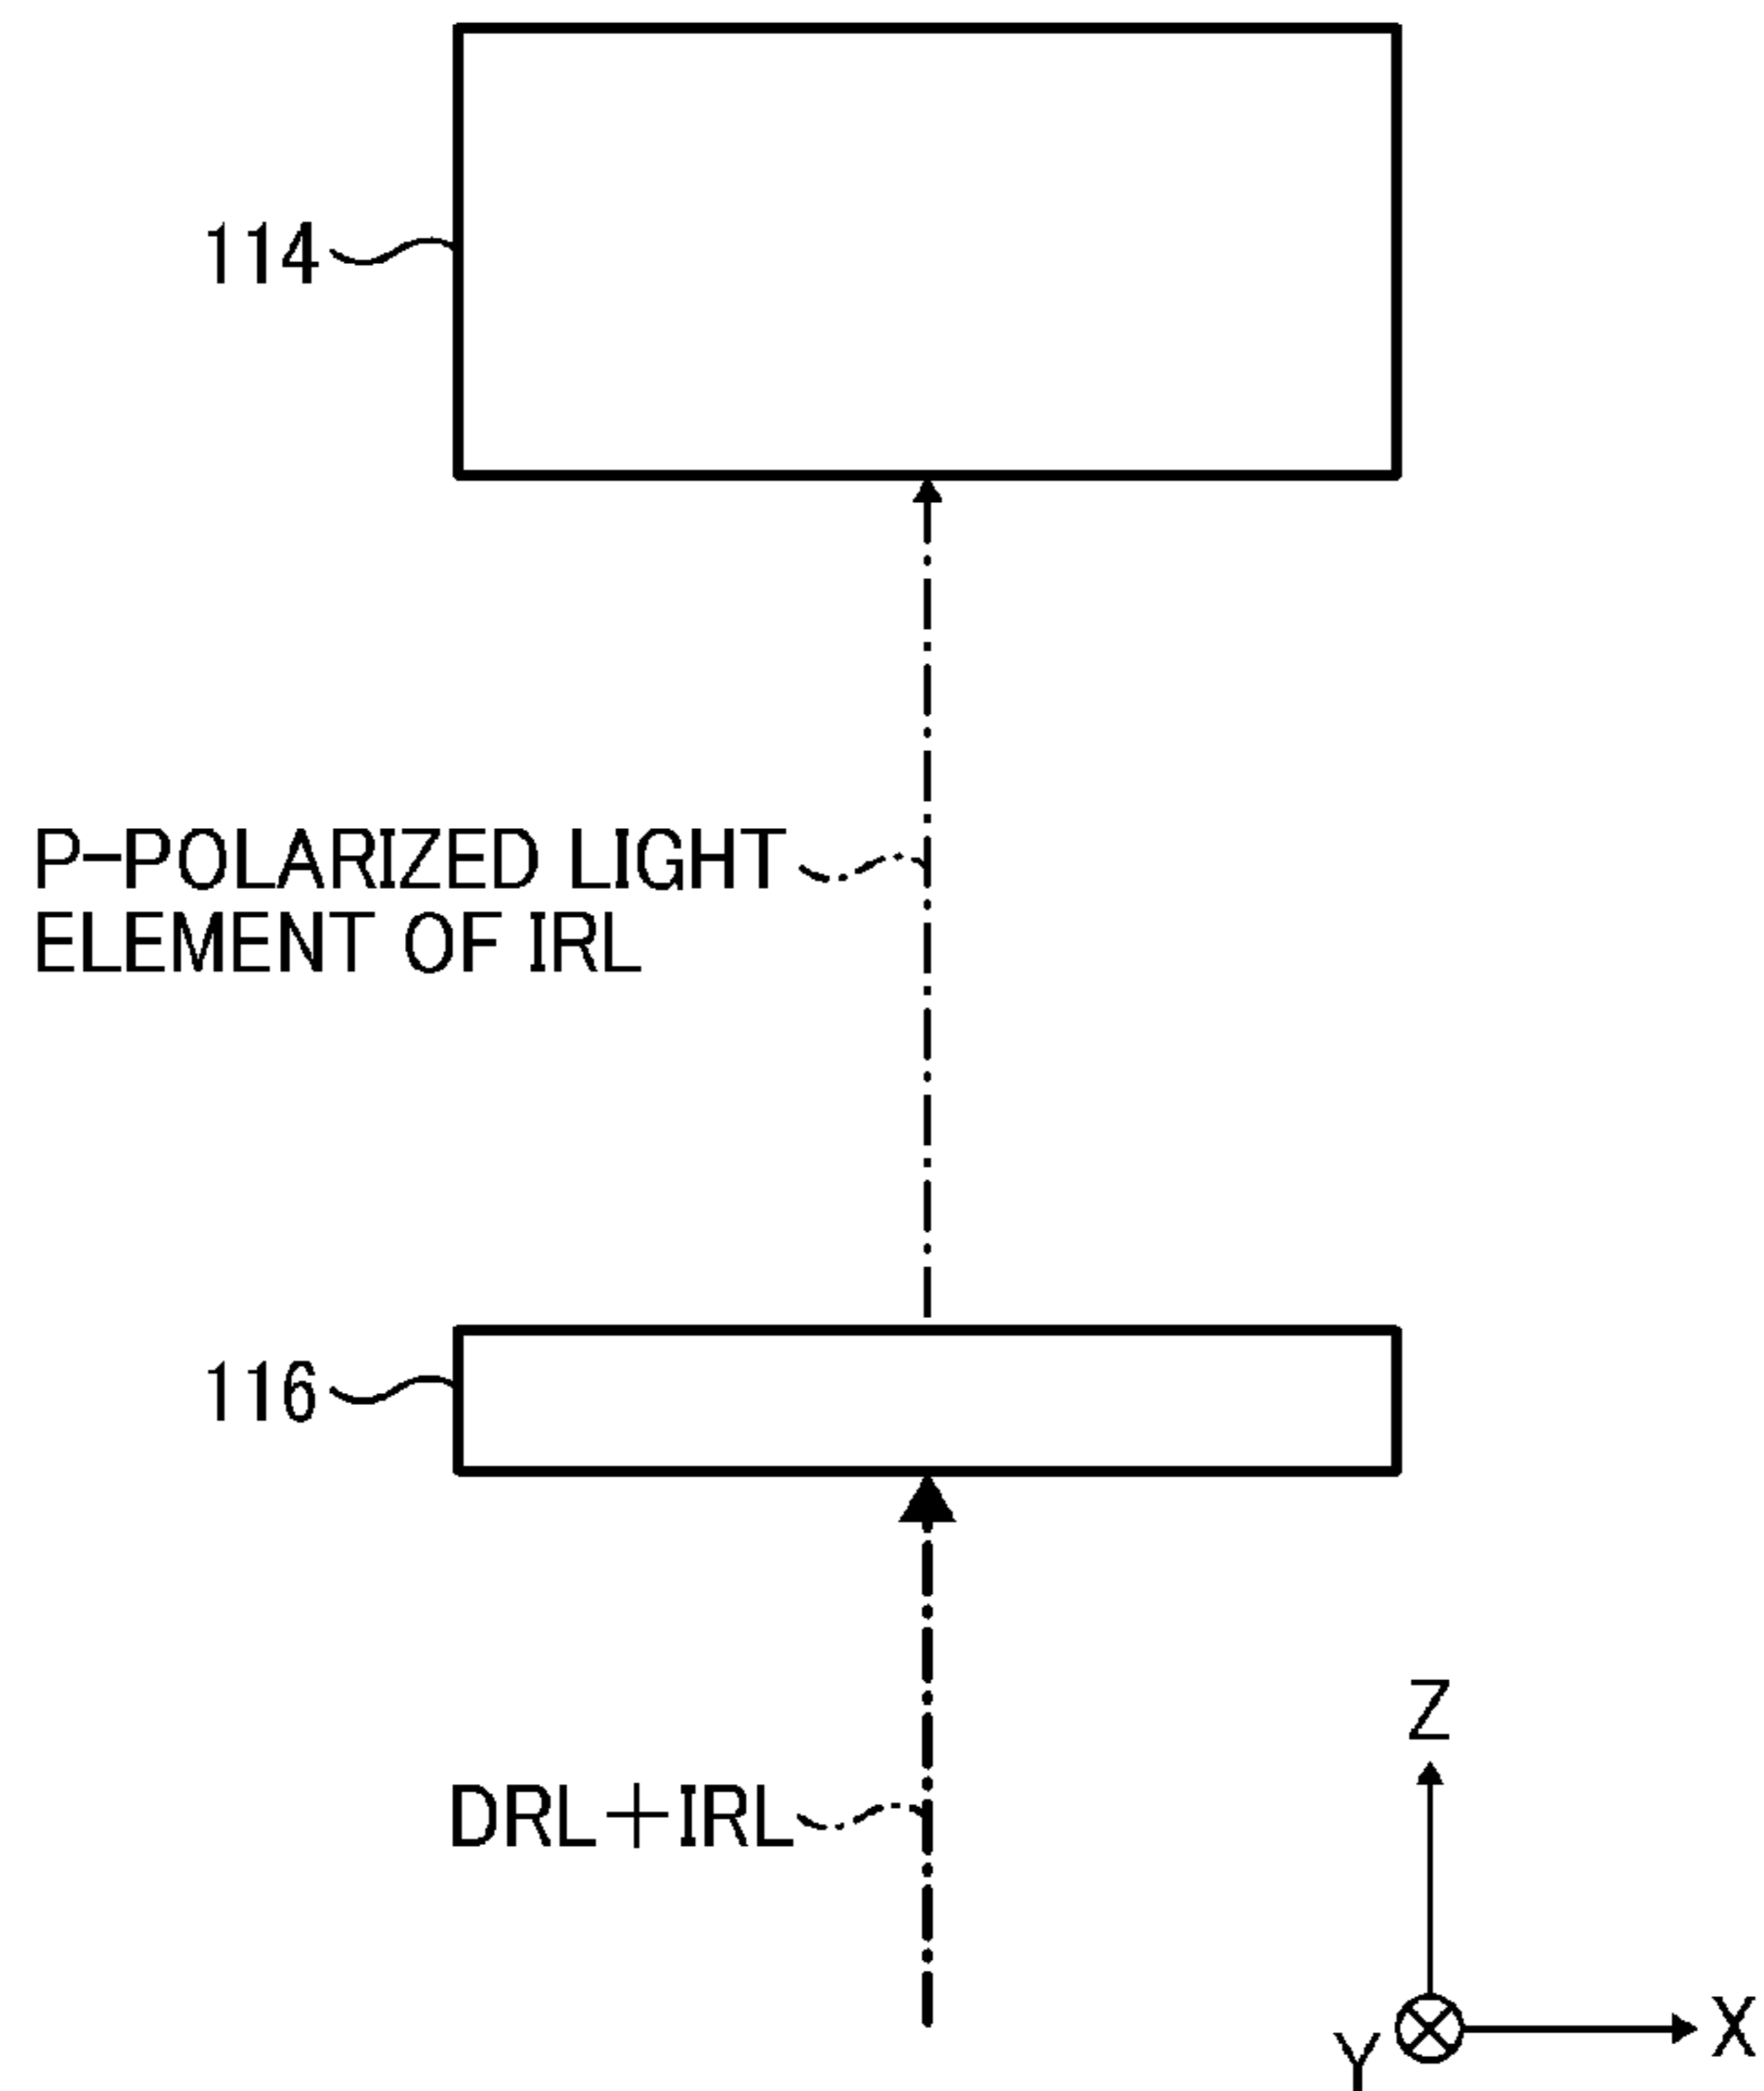 114
P-POLARIZED LIGHT
ELEMENT OF IRL
116
DRL+IRL
Z
X
Y